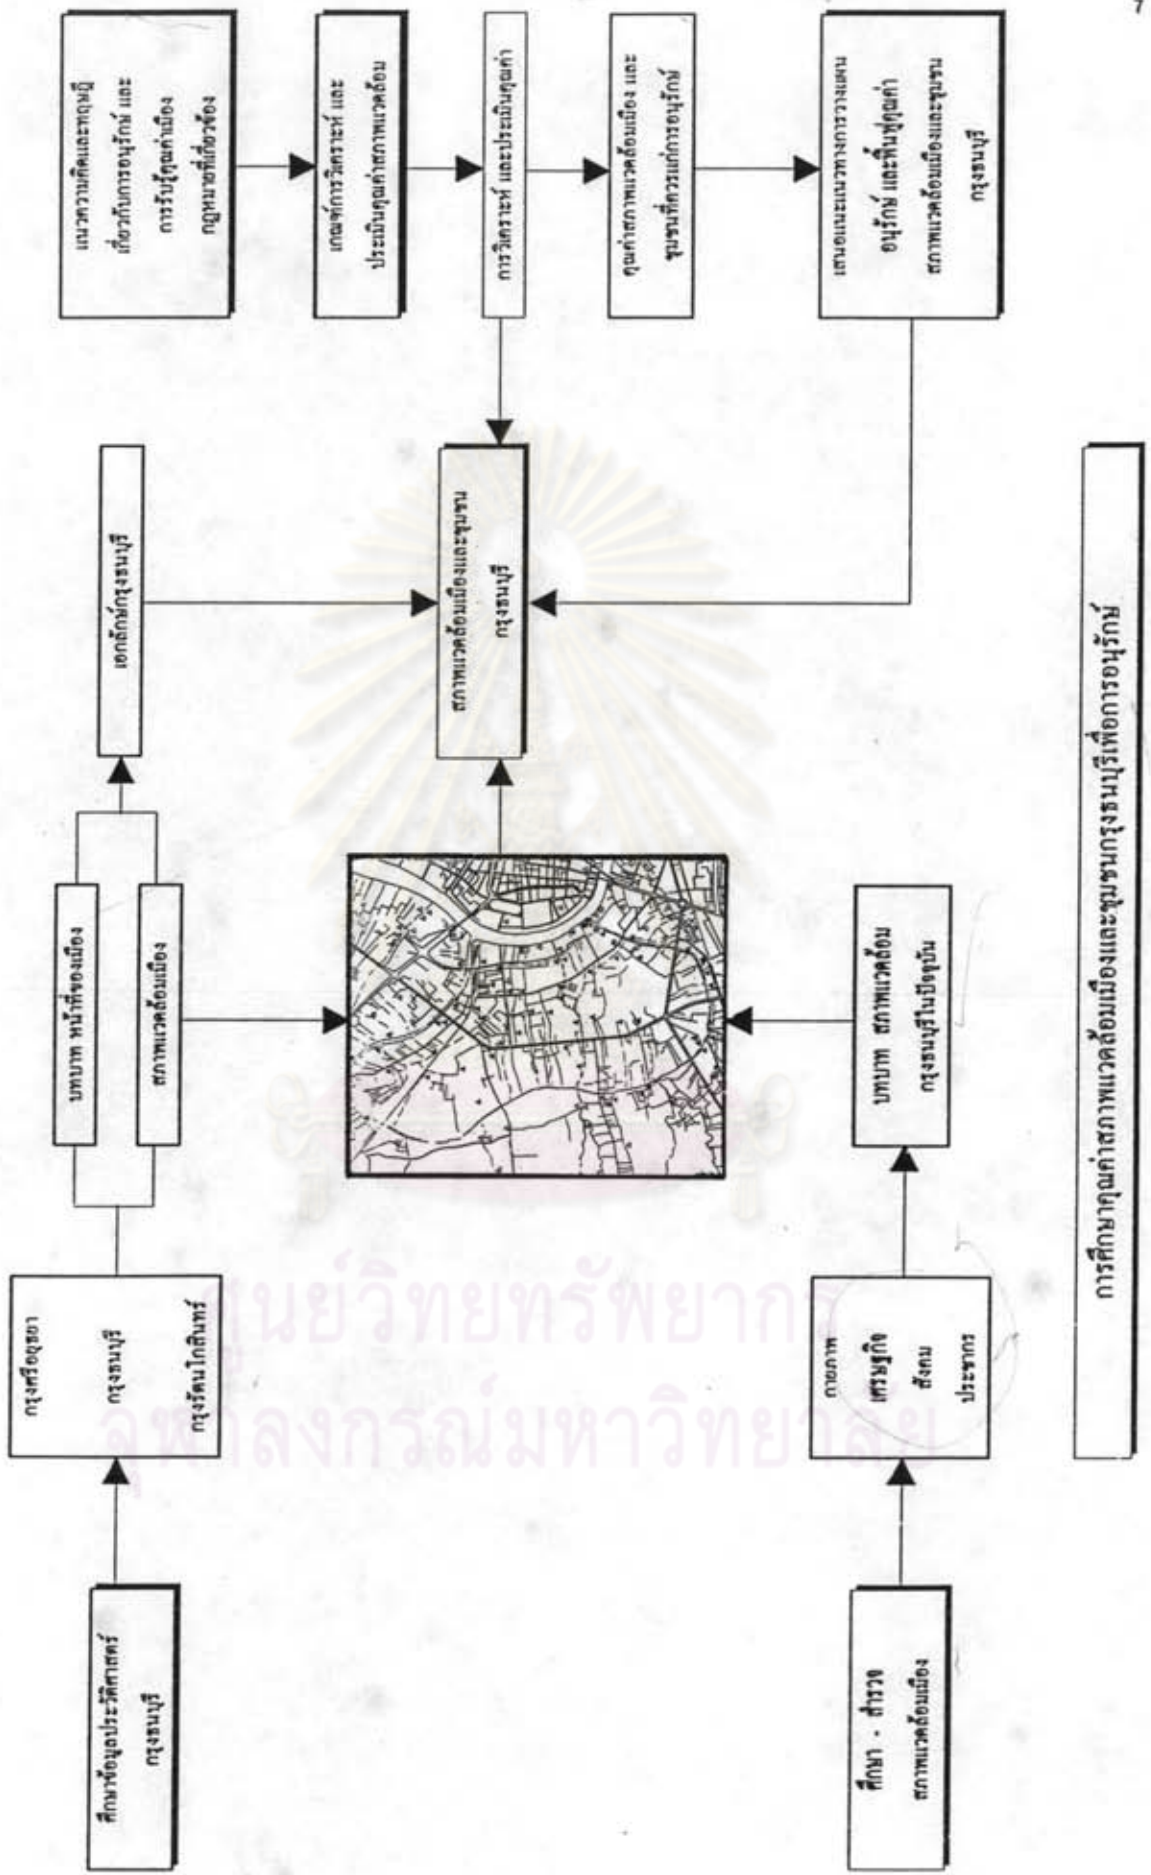 7
ศึกษาข้อมูลประวัติศาสตร์
กรุงธนบุรี
กรุงศรีอยุธยา
กรุงธนบุรี
กรุงรัตนโกสินทร์
บทบาท หน้าที่ของเมือง
สภาพแวดล้อมเมือง
เอกลักษ์กรุงธนบุรี
แนวความคิดและทฤษฎี
เกี่ยวกับการอนุรักษ์ และ
การรับรู้คุณค่าเมือง
กฎหมายที่เกี่ยวข้อง
เกณฑ์การวิเคราะห์ และ
ประเมินคุณค่าสภาพแวดล้อม
การวิเคราะห์ และประเมินคุณค่า
คุณค่าสภาพแวดล้อมเมือง และ
ชุมชนที่ควรแก่การอนุรักษ์
เสนอแนะแนวทางการวางแผน
อนุรักษ์ และฟื้นฟูคุณค่า
สภาพแวดล้อมเมืองและชุมชน
กรุงธนบุรี
สภาพแวดล้อมเมืองและชุมชน
กรุงธนบุรี
ศึกษา - สำรวจ
สภาพแวดล้อมเมือง
กายภาพ
เศรษฐกิจ
สังคม
ประชากร
บทบาท สภาพแวดล้อม
กรุงธนบุรีในปัจจุบัน
การศึกษาคุณค่าสภาพแวดล้อมเมืองและชุมชนกรุงธนบุรีเพื่อการอนุรักษ์
ศูนย์วิทยทรัพยากร
จุฬาลงกรณ์มหาวิทยาลัย